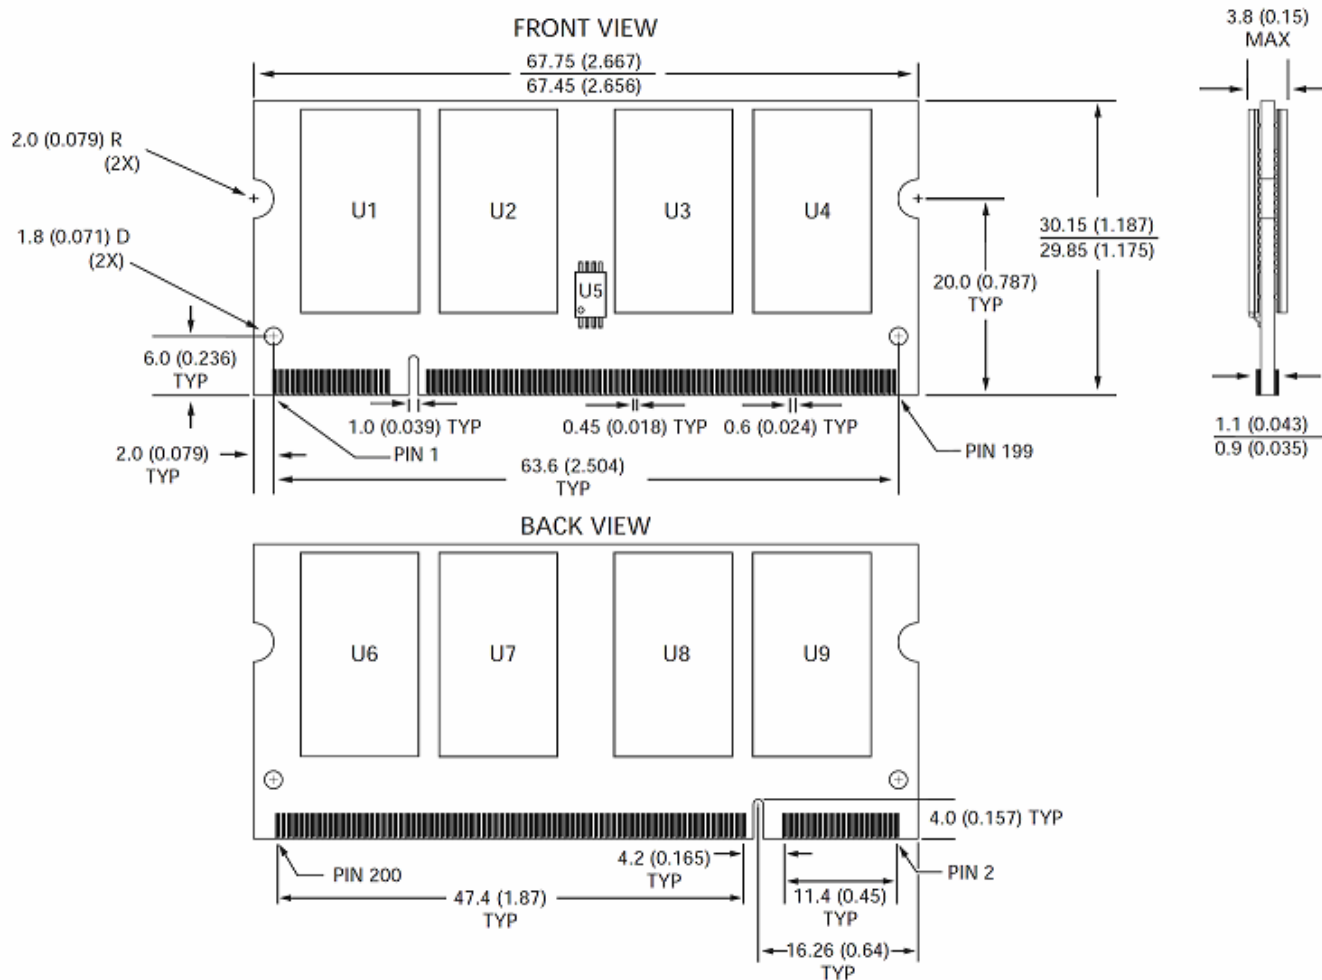 FRONT VIEW
3.8 (0.15)
MAX
67.75 (2.667)
67.45 (2.656)
2.0 (0.079) R
(2X)
U1
U2
U3
U4
1.8 (0.071) D
(2X)
30.15 (1.187)
29.85 (1.175)
20.0 (0.787)
TYP
U5
6.0 (0.236)
TYP
1.0 (0.039) TYP
0.45 (0.018) TYP
0.6 (0.024) TYP
1.1 (0.043)
0.9 (0.035)
2.0 (0.079)
TYP
PIN 1
PIN 199
63.6 (2.504)
TYP
BACK VIEW
U6
U7
U8
U9
4.0 (0.157) TYP
PIN 200
4.2 (0.165)
TYP
PIN 2
47.4 (1.87)
TYP
11.4 (0.45)
TYP
16.26 (0.64)
TYP